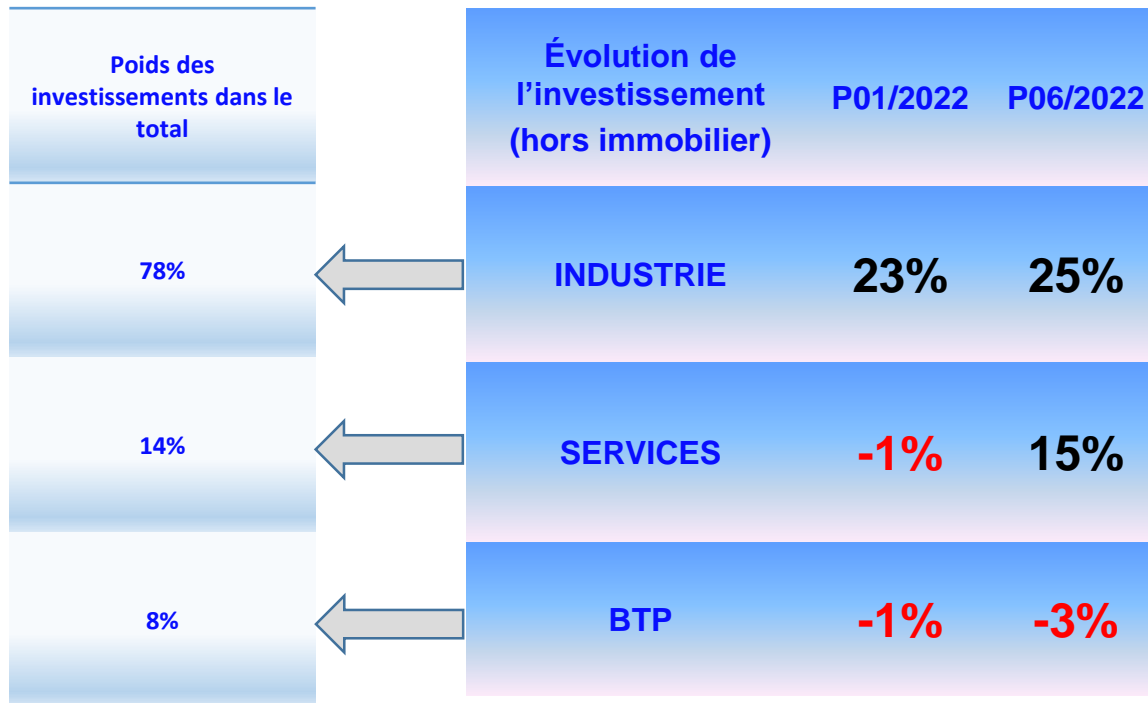 Poids des
investissements dans le
total
Évolution de
l’investissement
(hors immobilier)
P01/2022
P06/2022
78%
INDUSTRIE
23%
25%
14%
SERVICES
-1%
15%
8%
BTP
-1%
-3%